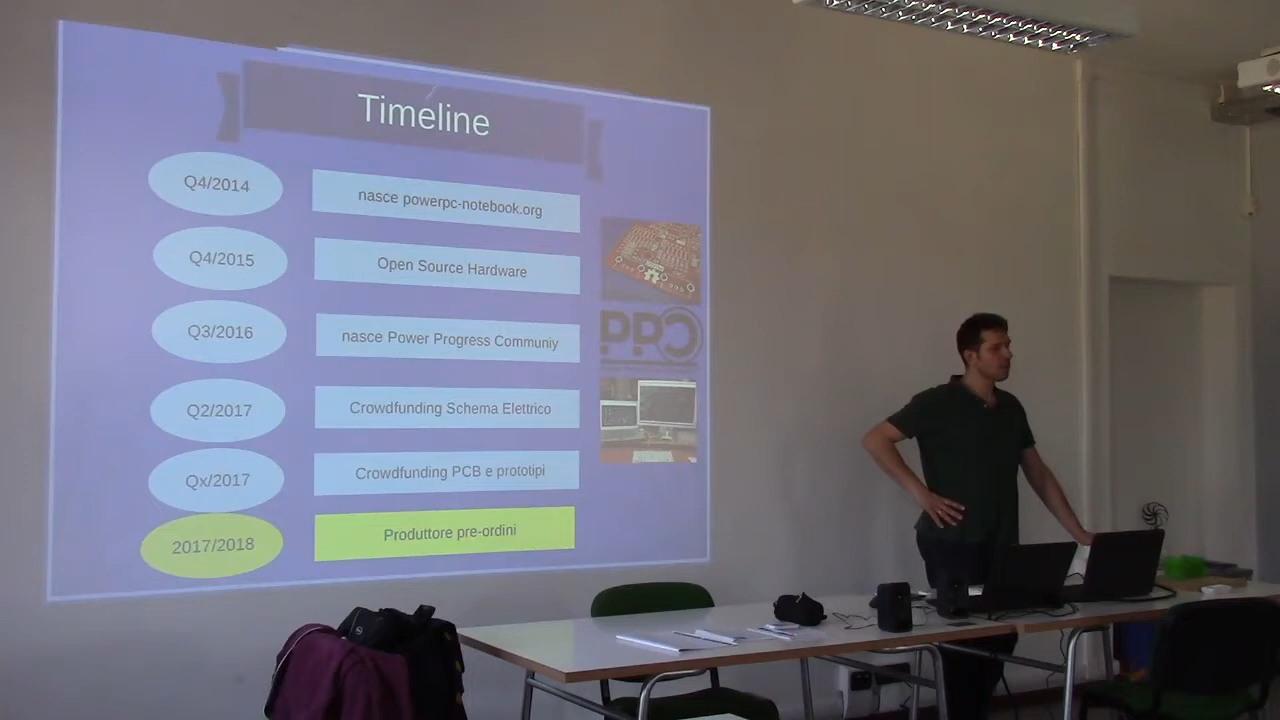 Timeline
Q4/2014
nasce powerpc-notebook.org
Q4/2015
Open Source Hardware
Q3/2016
nasce Power Progress Communiy
Q2/2017
Crowdfunding Schema Elettrico
Qx/2017
Crowdfunding PCB e prototipi
2017/2018
Produttore pre-ordini